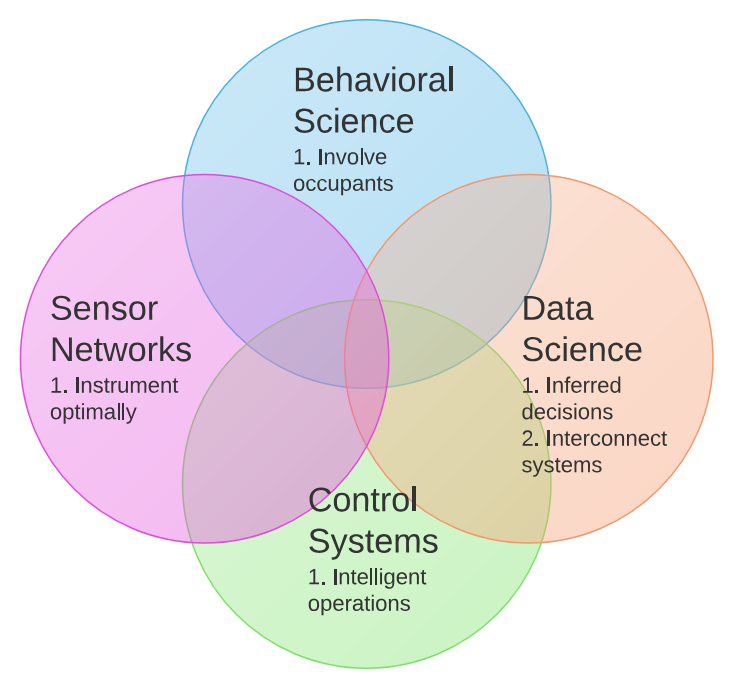 Behavioral
Science
1. Involve
occupants
Sensor
Networks
1. Instrument
optimally
Data
Science
1. Inferred
decisions
2. Interconnect
systems
Control
Systems
1. Intelligent
operations